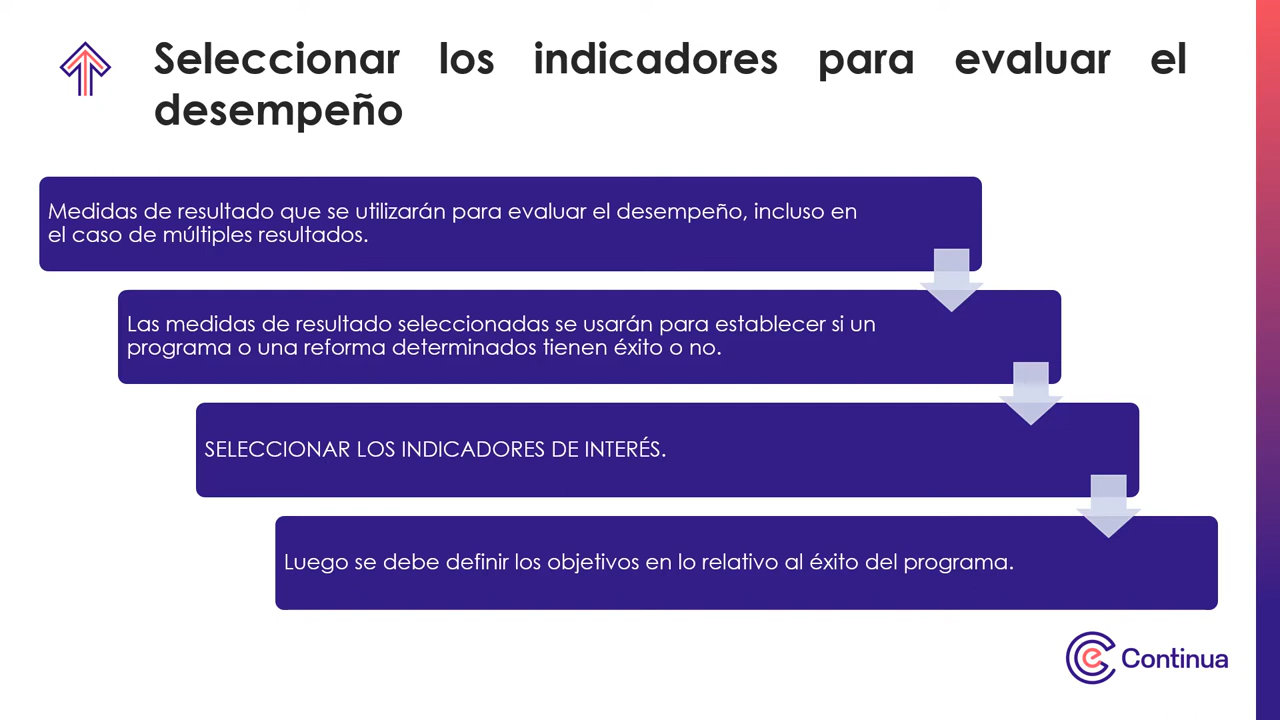 Seleccionar los indicadores para evaluar el
desempeño
Medidas de resultado que se utilizarán para evaluar el desempeño, incluso en
el caso de múltiples resultados.
Las medidas de resultado seleccionadas se usarán para establecer si un
programa o una reforma determinados tienen éxito o no.
SELECCIONAR LOS INDICADORES DE INTERÉS.
Luego se debe definir los objetivos en lo relativo al éxito del programa.
Continua